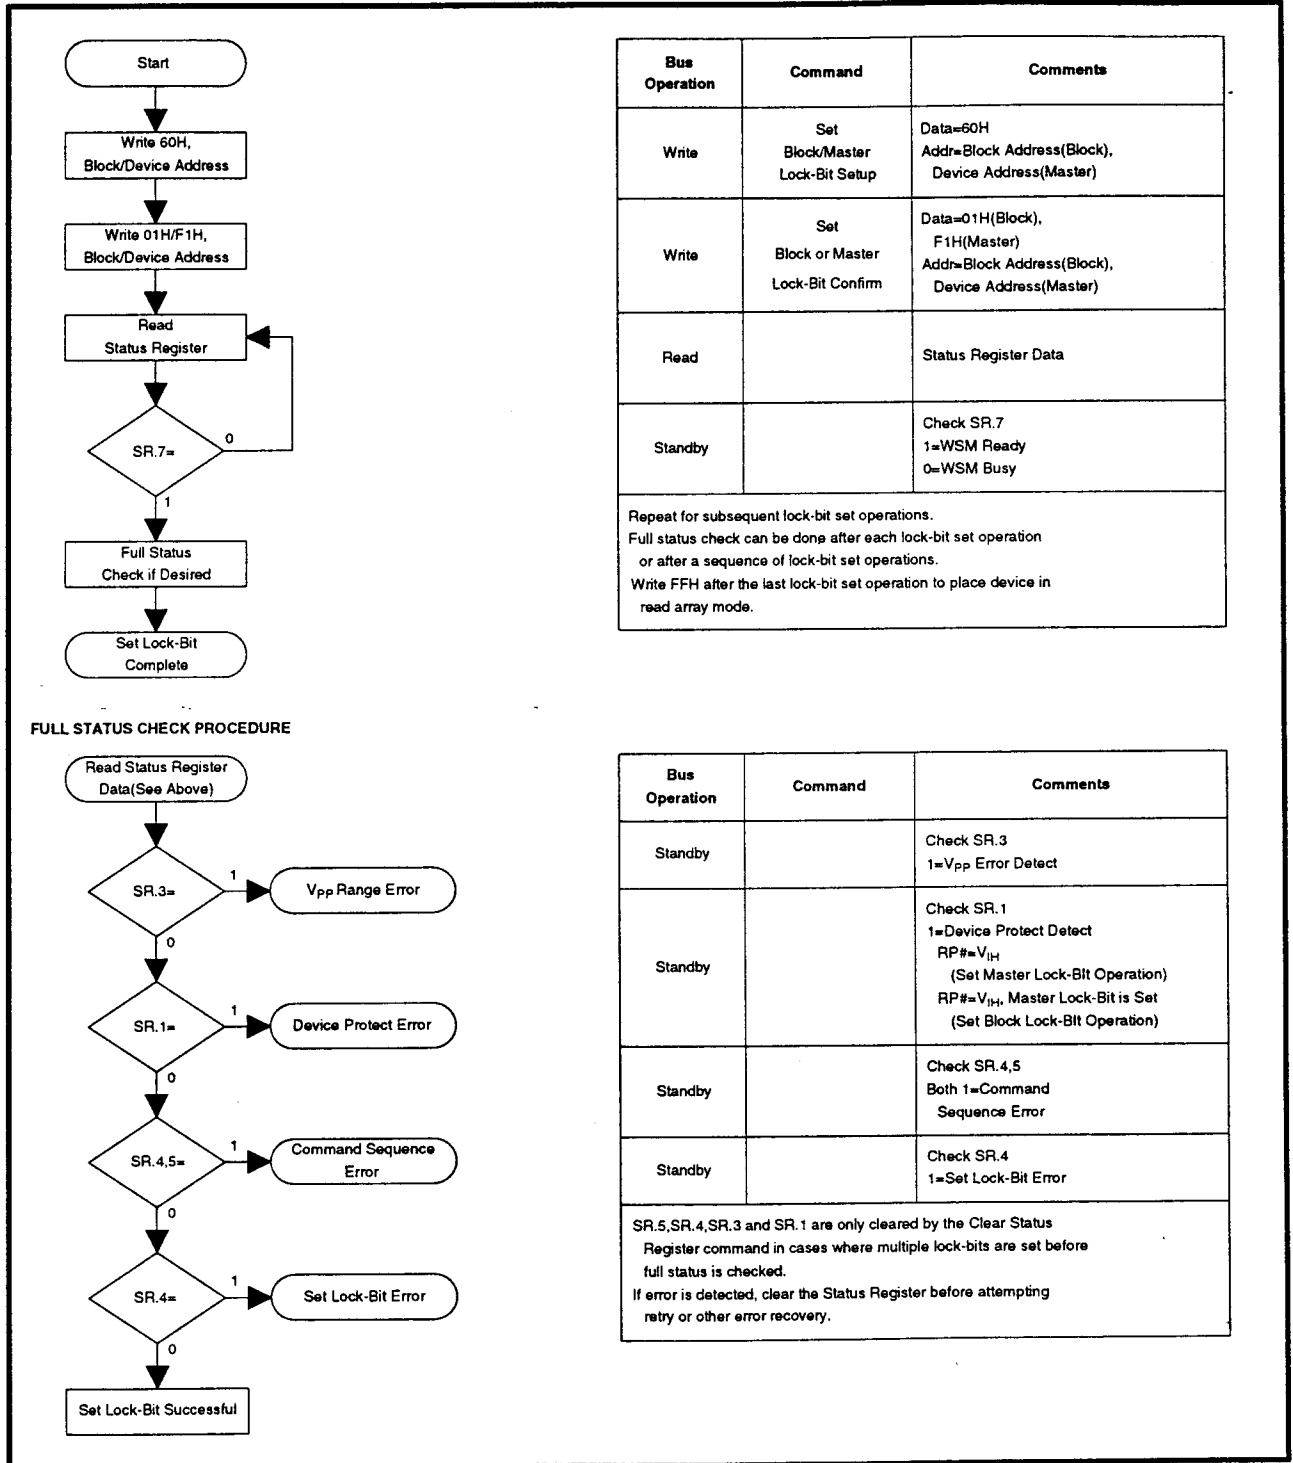 Start
Write 60H,
Block/Device Address
Write 01H/F1H,
Block/Device Address
Read
Status Register
SR.7=
0
1
Full Status
Check if Desired
Set Lock-Bit
Complete
Bus
Operation
Command
Comments
Write
Set
Block/Master
Lock-Bit Setup
Data=60H
Addr=Block Address(Block),
Device Address(Master)
Write
Set
Block or Master
Lock-Bit Confirm
Data=01H(Block),
F1H(Master)
Addr=Block Address(Block),
Device Address(Master)
Read
Status Register Data
Standby
Check SR.7
1=WSM Ready
0=WSM Busy
Repeat for subsequent lock-bit set operations.
Full status check can be done after each lock-bit set operation
or after a sequence of lock-bit set operations.
Write FFH after the last lock-bit set operation to place device in
read array mode.
FULL STATUS CHECK PROCEDURE
Read Status Register
Data(See Above)
SR.3=
1
VPP Range Error
0
SR.1=
1
Device Protect Error
0
SR.4,5=
1
Command Sequence
Error
0
SR.4=
1
Set Lock-Bit Error
0
Set Lock-Bit Successful
Bus
Operation
Command
Comments
Standby
Check SR.3
1=VPP Error Detect
Standby
Check SR.1
1=Device Protect Detect
RP#=VIH
(Set Master Lock-Bit Operation)
RP#=VIH, Master Lock-Bit is Set
(Set Block Lock-Bit Operation)
Standby
Check SR.4,5
Both 1=Command
Sequence Error
Standby
Check SR.4
1=Set Lock-Bit Error
SR.5,SR.4,SR.3 and SR.1 are only cleared by the Clear Status
Register command in cases where multiple lock-bits are set before
full status is checked.
If error is detected, clear the Status Register before attempting
retry or other error recovery.